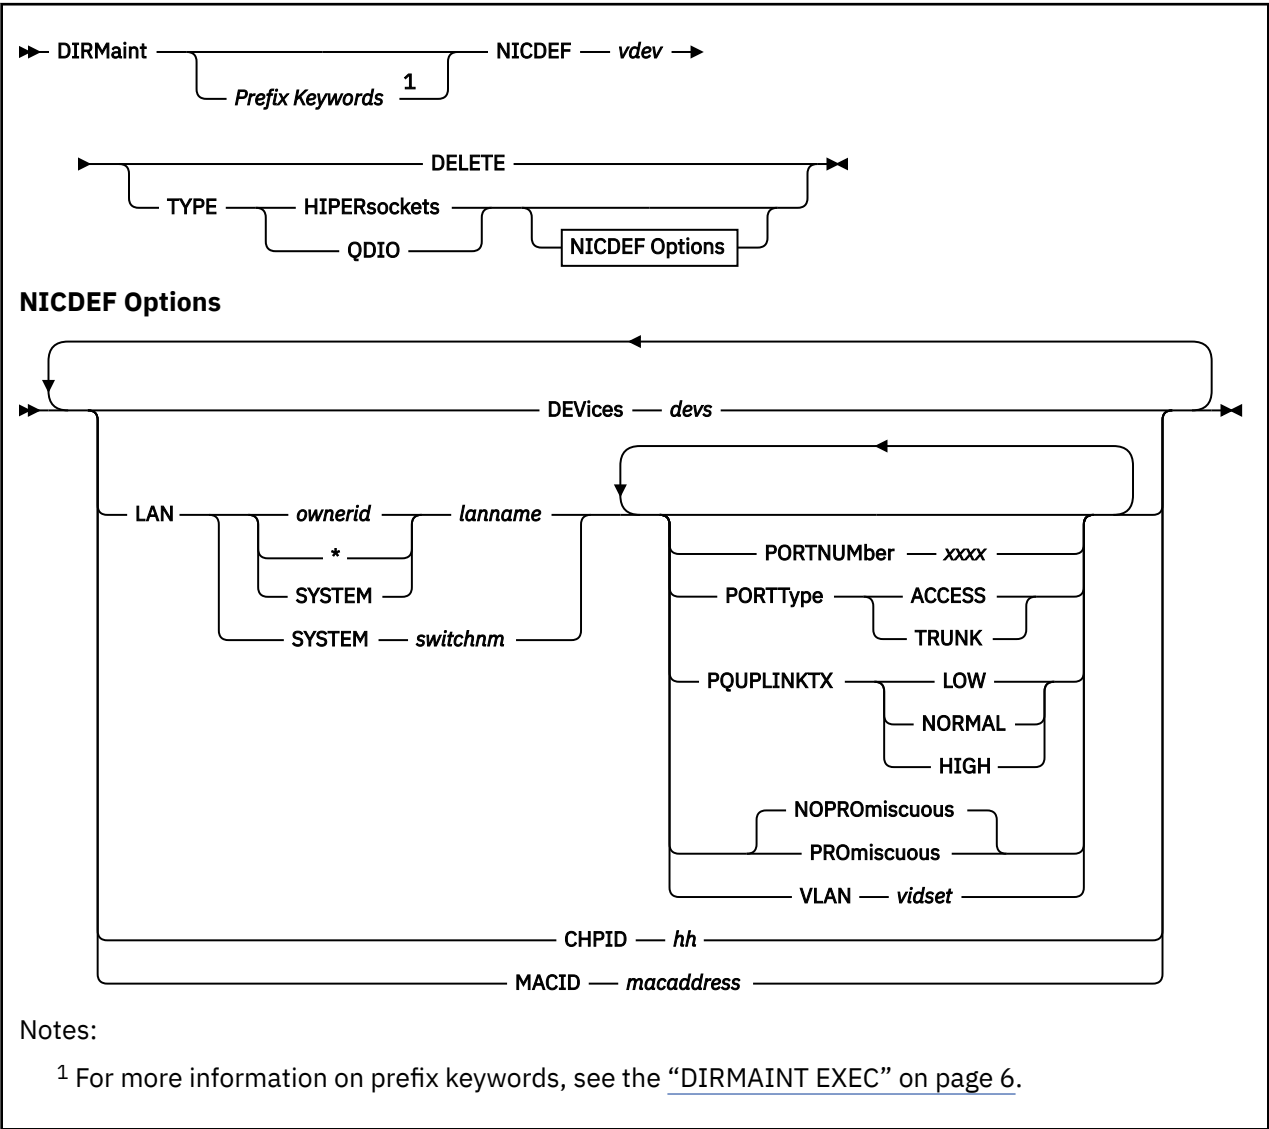 DIRMaint NICDEF vdev
Prefix Keywords 1
DELETE
TYPE HIPERsockets
QDIO NICDEF Options
NICDEF Options
DEVices devs
LAN ownerid lanname
*
SYSTEM
SYSTEM switchnm
PORTNUMber xxxx
PORTType ACCESS
TRUNK
PQUPLINKTX LOW
NORMAL
HIGH
NOPROmiscuous
PROmiscuous
VLAN vidset
CHPID hh
MACID macaddress
Notes:
1 For more information on prefix keywords, see the “DIRMAINT EXEC” on page 6.